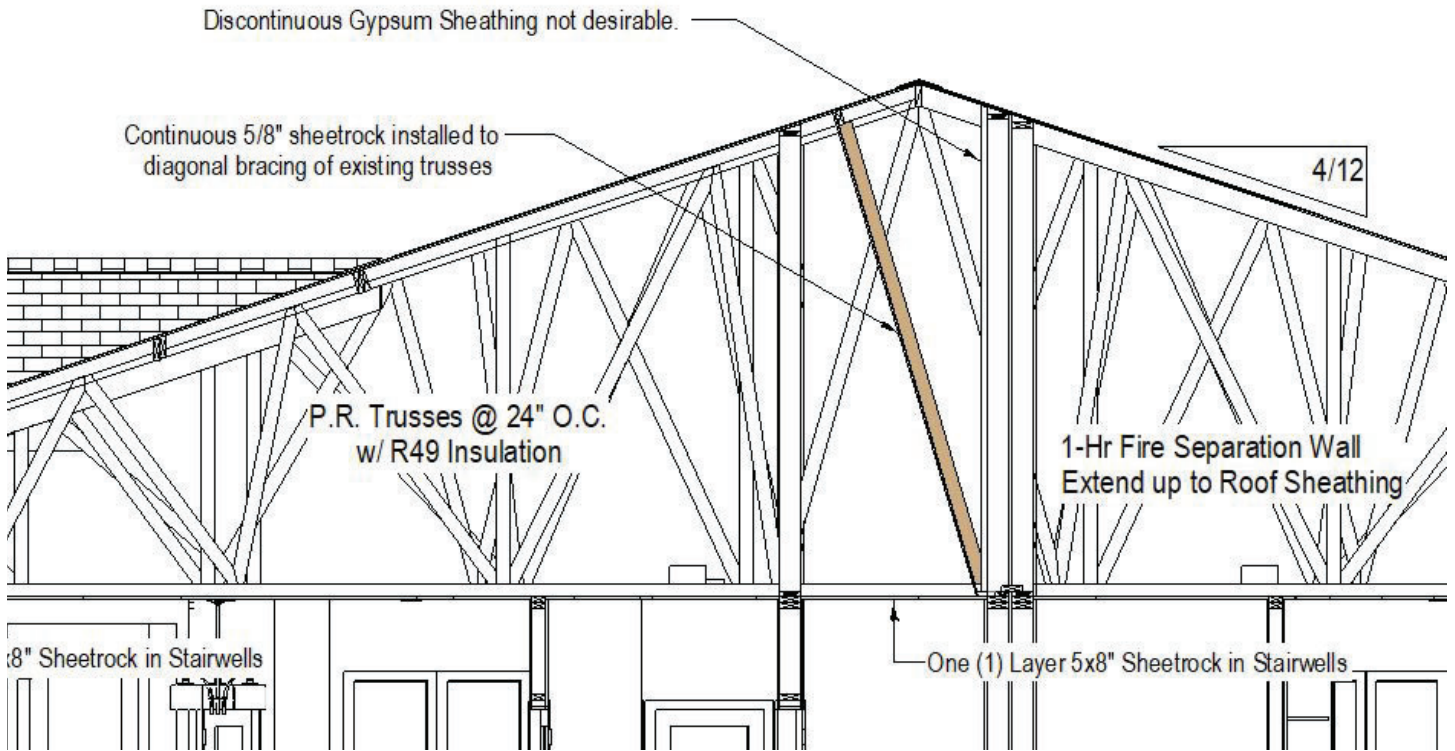 Discontinuous Gypsum Sheathing not desirable.
Continuous 5/8" sheetrock installed to
diagonal bracing of existing trusses
4/12
P.R. Trusses @ 24" O.C.
w/ R49 Insulation
1-Hr Fire Separation Wall
Extend up to Roof Sheathing
x8" Sheetrock in Stairwells
One (1) Layer 5x8" Sheetrock in Stairwells